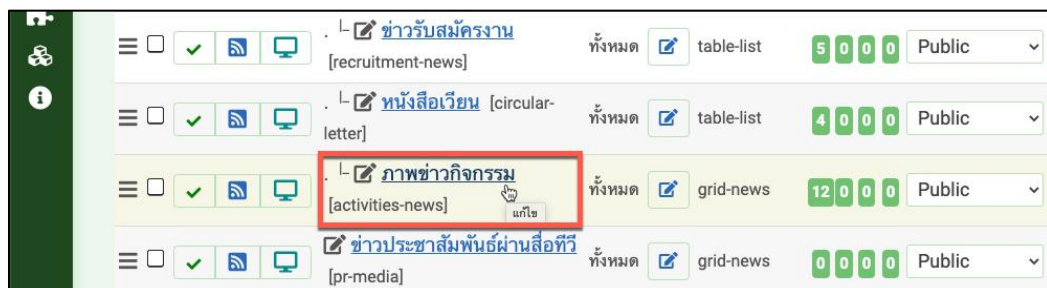 . ข่าวรับสมัครงาน ทั้งหมด table-list 5 0 0 0 Public
[recruitment-news]
. หนังสือเวียน [circular- ทั้งหมด table-list 4 0 0 0 Public
letter]
. ภาพข่าวกิจกรรม ทั้งหมด grid-news 12 0 0 0 Public
[activities-news] แก้ไข
ข่าวประชาสัมพันธ์ผ่านสื่อทีวี ทั้งหมด grid-news 0 0 0 0 Public
[pr-media]